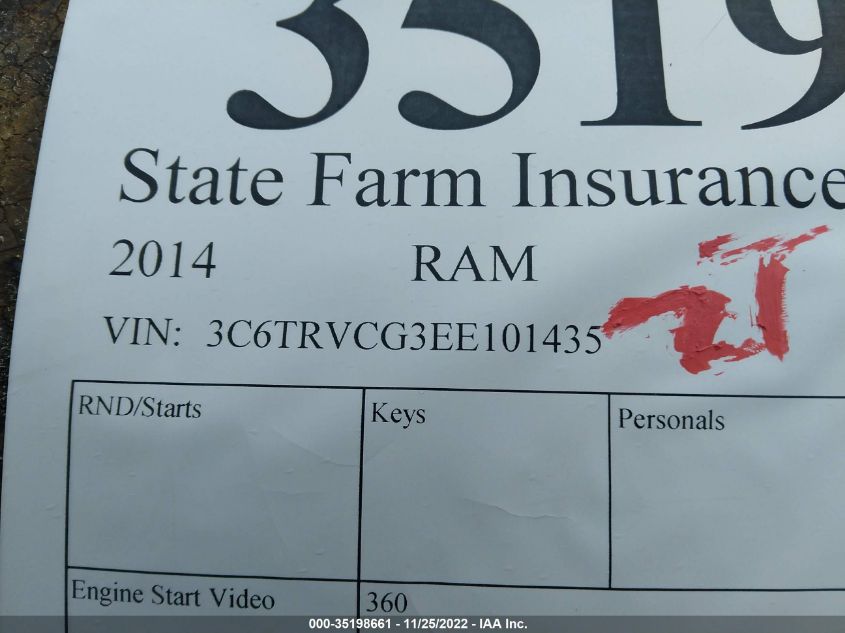 3519
State Farm Insurance
2014 RAM
VIN: 3C6TRVCG3EE101435
RND/Starts Keys Personals
Engine Start Video 360
000-35198661 - 11/25/2022 - IAA Inc.